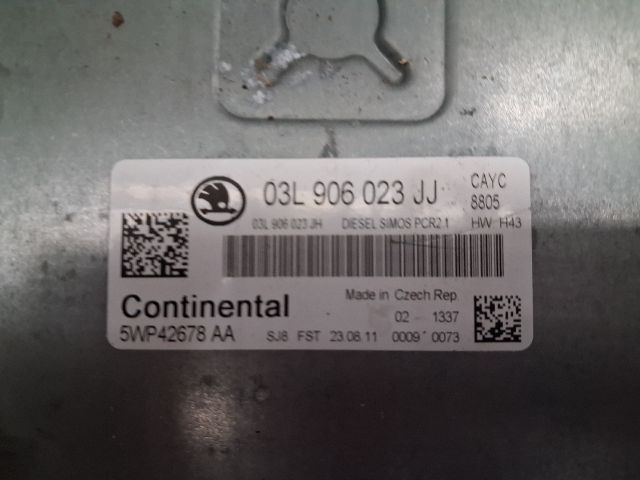 03L 906 023 JJ CAYC
8805
03L 906 023 JH DIESEL SIMOS PCR2.1 HW H43
Continental Made in Czech Rep.
02 - 1337
5WP42678 AA SJ8 FST 23.08.11 0009 0073